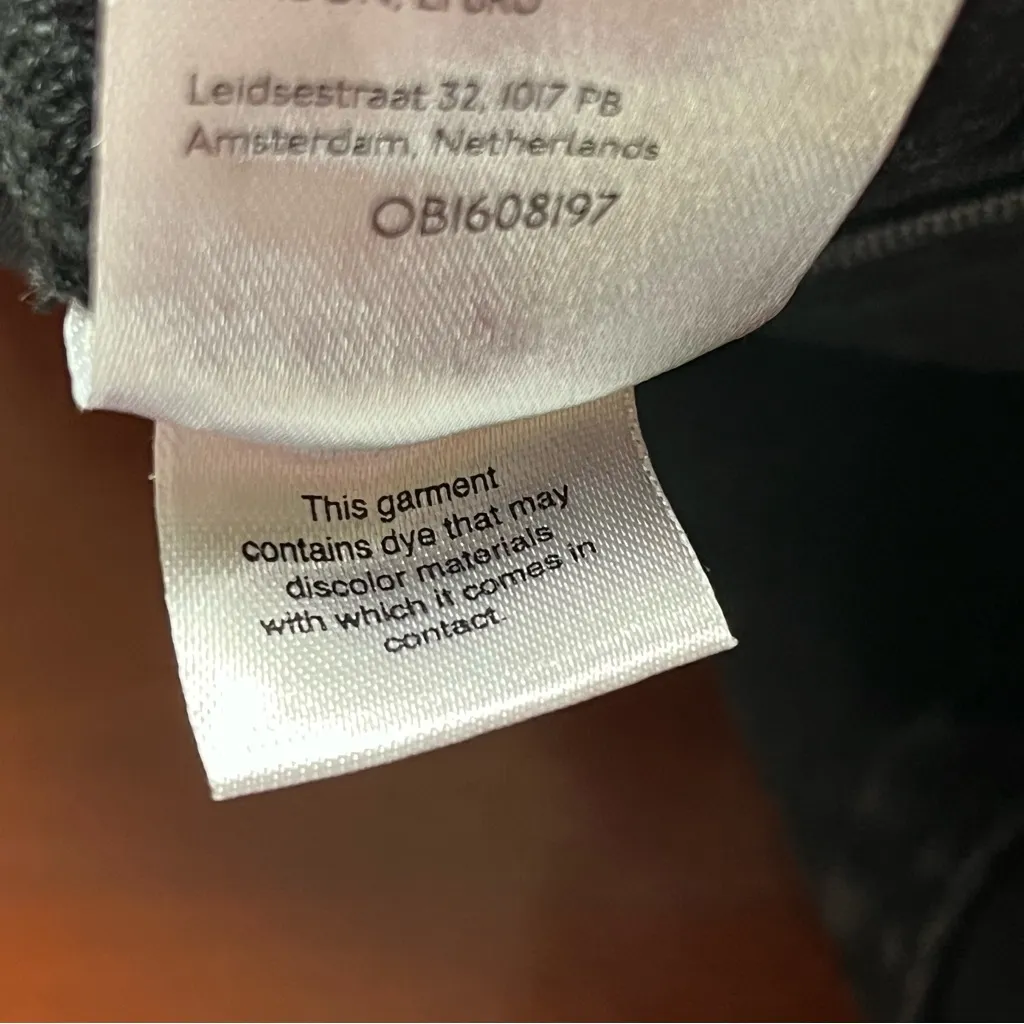 Leidsestraat 32, 1017 PB
Amsterdam, Netherlands
OB1608197
This garment
contains dye that may
discolor materials
with which it comes in
contact.